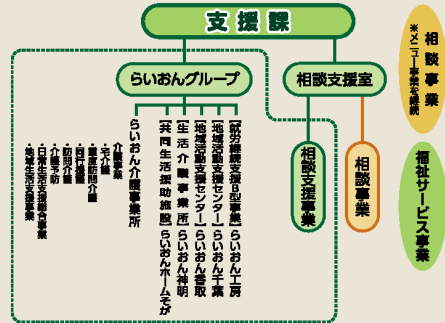 支援課
らいおんグループ
相談支援室
相談事業
※メニュー事業を継続
福祉サービス事業
相談支援事業
相談事業
【就労継続支援B型事業】らいおん工房
【地域活動支援センター】らいおん千葉
【地域活動支援センター】らいおん香取
【生活介護事業所】らいおん神明
【共同生活援助施設】らいおんホームそが
らいおん介護事業所
介護事業
・宅介護
・重度訪問介護
・同行援護
・訪問介護
・介護予防
・日常生活支援総合事業
・地域生活支援事業